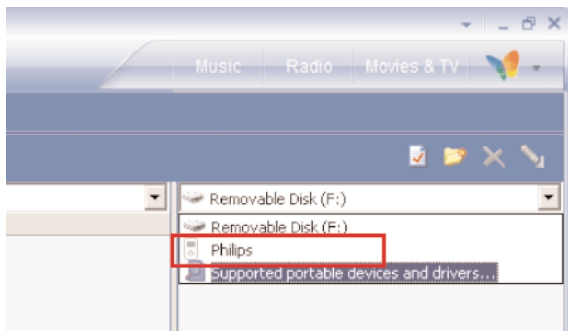 Music Radio Movies & TV
Removable Disk (F:)
Removable Disk (F:)
Philips
Supported portable devices and drivers...